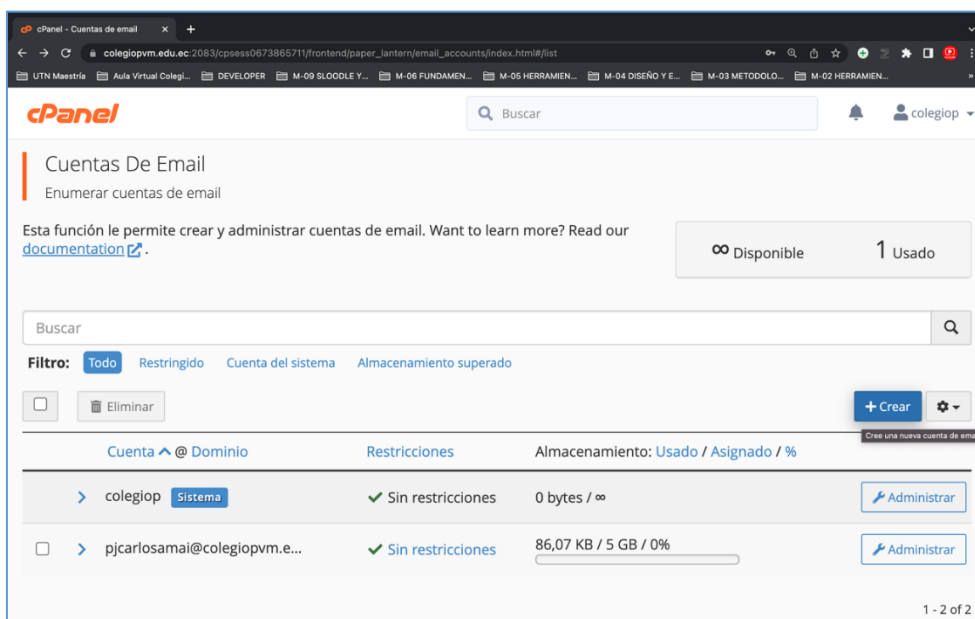 cPanel - Cuentas de email
colegiopvm.edu.ec:2083/cpsess0673865711/frontend/paper_lantern/email_accounts/index.html#/list
UTN Maestría Aula Virtual Colegi... DEVELOPER M-09 SLOODLE Y... M-06 FUNDAMEN... M-05 HERRAMIEN... M-04 DISEÑO Y E... M-03 METODOLO... M-02 HERRAMIEN...
cPanel Buscar colegiop
Cuentas De Email
Enumerar cuentas de email
Esta función le permite crear y administrar cuentas de email. Want to learn more? Read our
documentation .
∞ Disponible 1 Usado
Buscar
Filtro: Todo Restringido Cuenta del sistema Almacenamiento superado
Eliminar + Crear
Cree una nueva cuenta de ema
Cuenta @ Dominio Restricciones Almacenamiento: Usado / Asignado / %
colegiop Sistema Sin restricciones 0 bytes / ∞ Administrar
pjcarlosamai@colegiopvm.e... Sin restricciones 86,07 KB / 5 GB / 0% Administrar
1 - 2 of 2